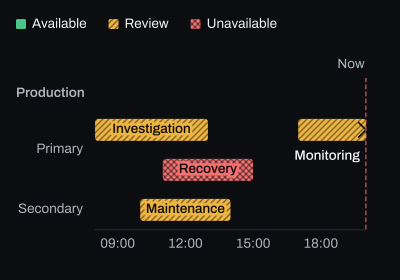 Available Review Unavailable
Now
Production
Investigation
Primary
Monitoring
Recovery
Secondary Maintenance
09:00 12:00 15:00 18:00